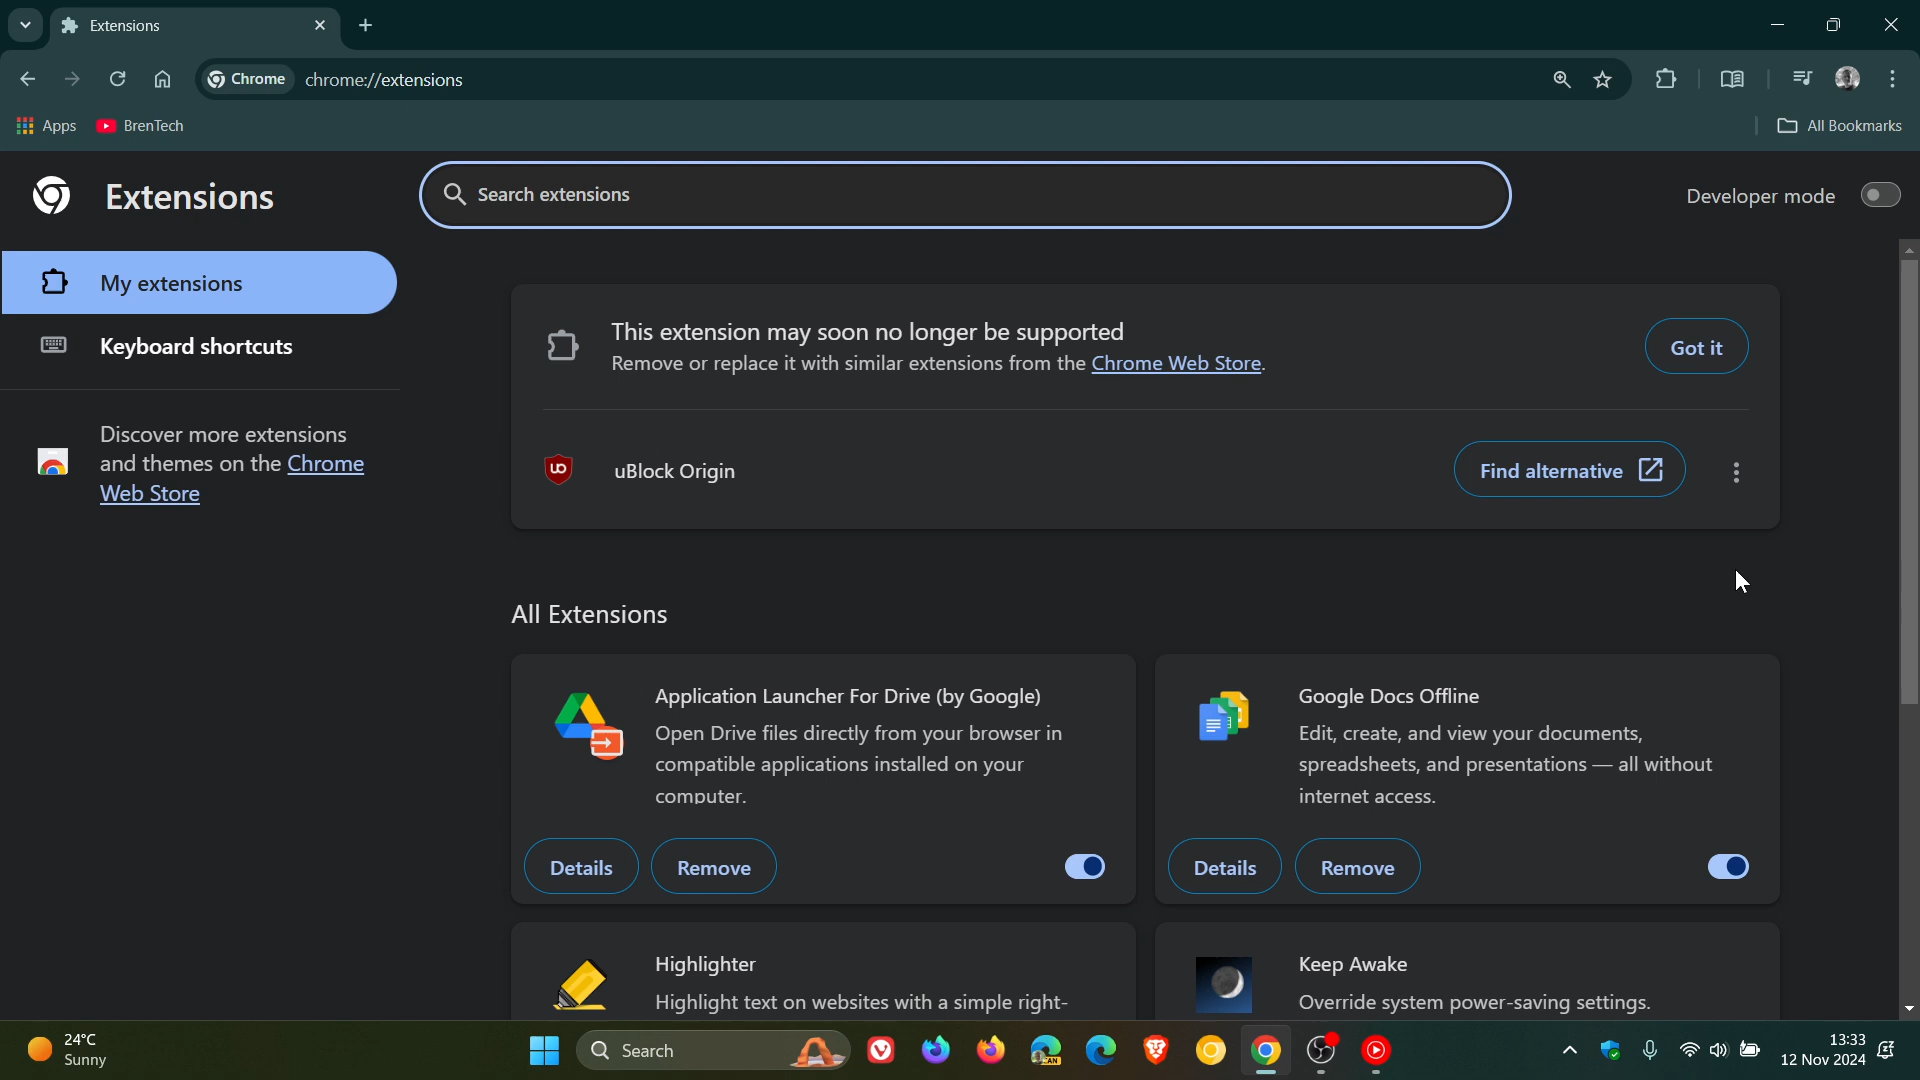 Extensions
Chrome
chrome://extensions
Apps
BrenTech
All Bookmarks
Extensions
Search extensions
Developer mode
My extensions
Keyboard shortcuts
Discover more extensions
and themes on the Chrome
Web Store
This extension may soon no longer be supported
Remove or replace it with similar extensions from the Chrome Web Store.
Got it
uBlock Origin
Find alternative
All Extensions
Application Launcher For Drive (by Google)
Open Drive files directly from your browser in
compatible applications installed on your
computer.
Details
Remove
Google Docs Offline
Edit, create, and view your documents,
spreadsheets, and presentations — all without
internet access.
Details
Remove
Highlighter
Highlight text on websites with a simple right-
Keep Awake
Override system power-saving settings.
24°C
Sunny
Search
CAN
13:33
12 Nov 2024